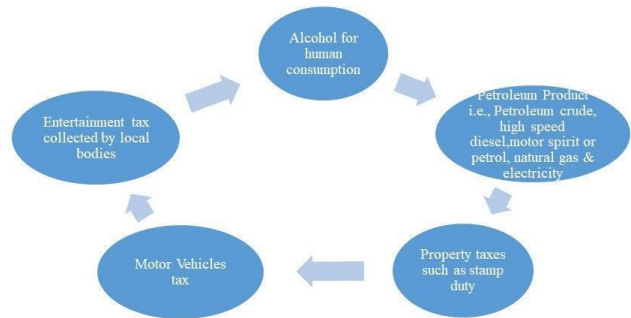 Alcohol for
human
consumption
Petroleum Product
i.e., Petroleum crude,
high speed
diesel,motor spirit or
petrol, natural gas &
electricity
Property taxes
such as stamp
duty
Motor Vehicles
tax
Entertainment tax
collected by local
bodies